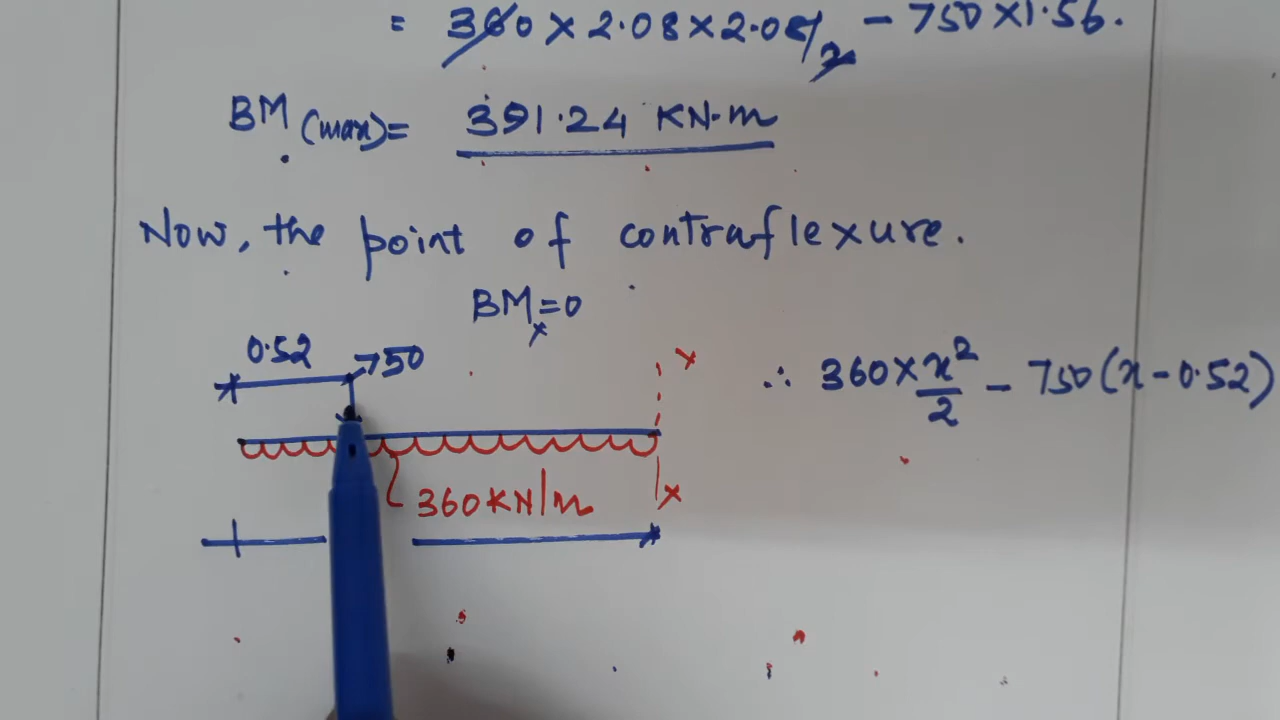 = 360 × 2.08 × 2.08/2 - 750 ×1.56.
BM (max) = 391.24 KN.m
Now, the point of contraflexure.
BMx = 0
0.52 750 x
∴ 360 × x²/2 - 750 (x - 0.52)
360 KN/m x